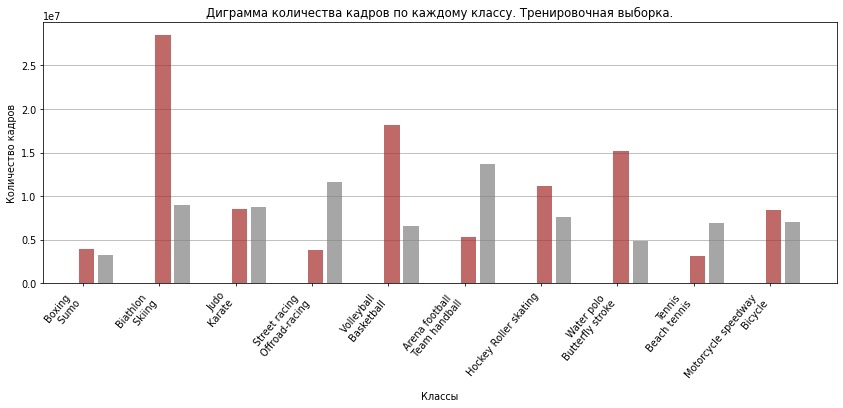 Диграмма количества кадров по каждому классу. Тренировочная выборка.
1e7
Количество кадров
2.5
2.0
1.5
1.0
0.5
0.0
Boxing
Sumo
Biathlon
Skiing
Judo
Karate
Street racing
Offroad-racing
Volleyball
Basketball
Arena football
Team handball
Hockey Roller skating
Water polo
Butterfly stroke
Tennis
Beach tennis
Motorcycle speedway
Bicycle
Классы